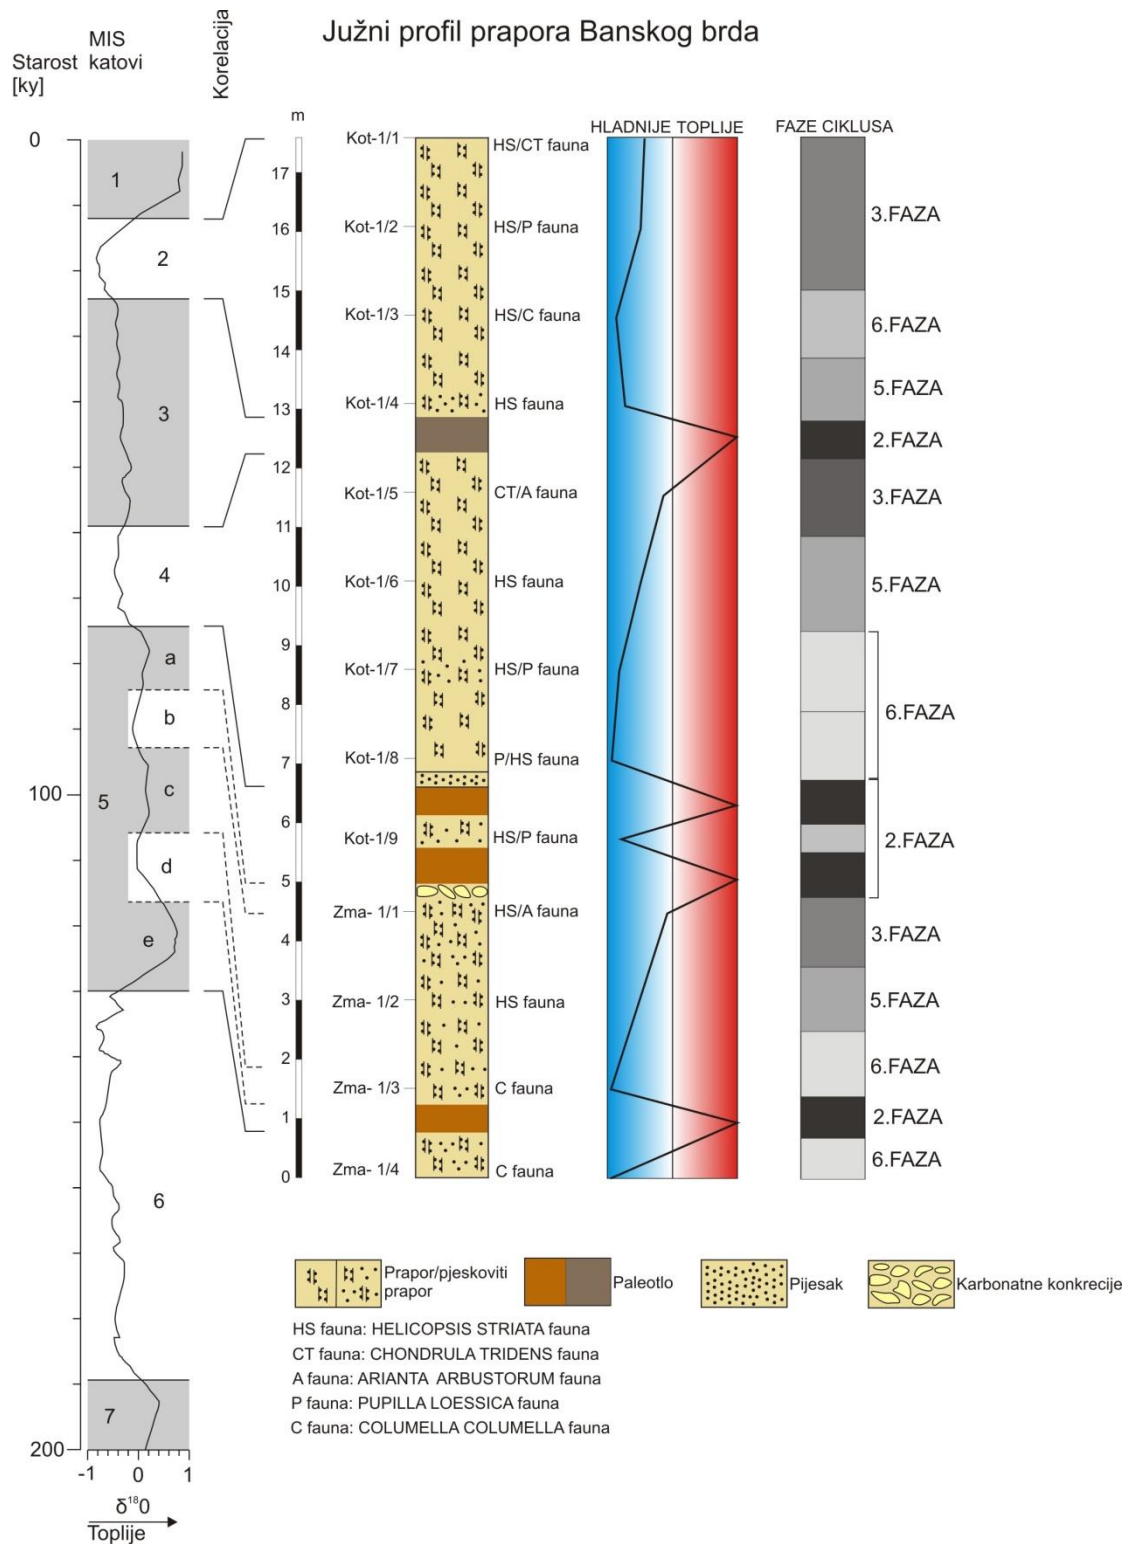 Južni profil prapora Banskog brda
Starost
[ky]
MIS
katovi
Korelacija
0
100
200
1
2
3
4
5
a
b
c
d
e
6
7
-1 0 1
δ¹⁸0
Toplije
m
17
16
15
14
13
12
11
10
9
8
7
6
5
4
3
2
1
0
Kot-1/1
Kot-1/2
Kot-1/3
Kot-1/4
Kot-1/5
Kot-1/6
Kot-1/7
Kot-1/8
Kot-1/9
Zma- 1/1
Zma- 1/2
Zma- 1/3
Zma- 1/4
HS/CT fauna
HS/P fauna
HS/C fauna
HS fauna
CT/A fauna
HS fauna
HS/P fauna
P/HS fauna
HS/P fauna
HS/A fauna
HS fauna
C fauna
C fauna
HLADNIJE TOPLIJE
FAZE CIKLUSA
3.FAZA
6.FAZA
5.FAZA
2.FAZA
3.FAZA
5.FAZA
6.FAZA
2.FAZA
3.FAZA
5.FAZA
6.FAZA
2.FAZA
6.FAZA
Prapor/pjeskoviti
prapor
Paleotlo
Pijesak
Karbonatne konkrecije
HS fauna: HELICOPSIS STRIATA fauna
CT fauna: CHONDRULA TRIDENS fauna
A fauna: ARIANTA ARBUSTORUM fauna
P fauna: PUPILLA LOESSICA fauna
C fauna: COLUMELLA COLUMELLA fauna